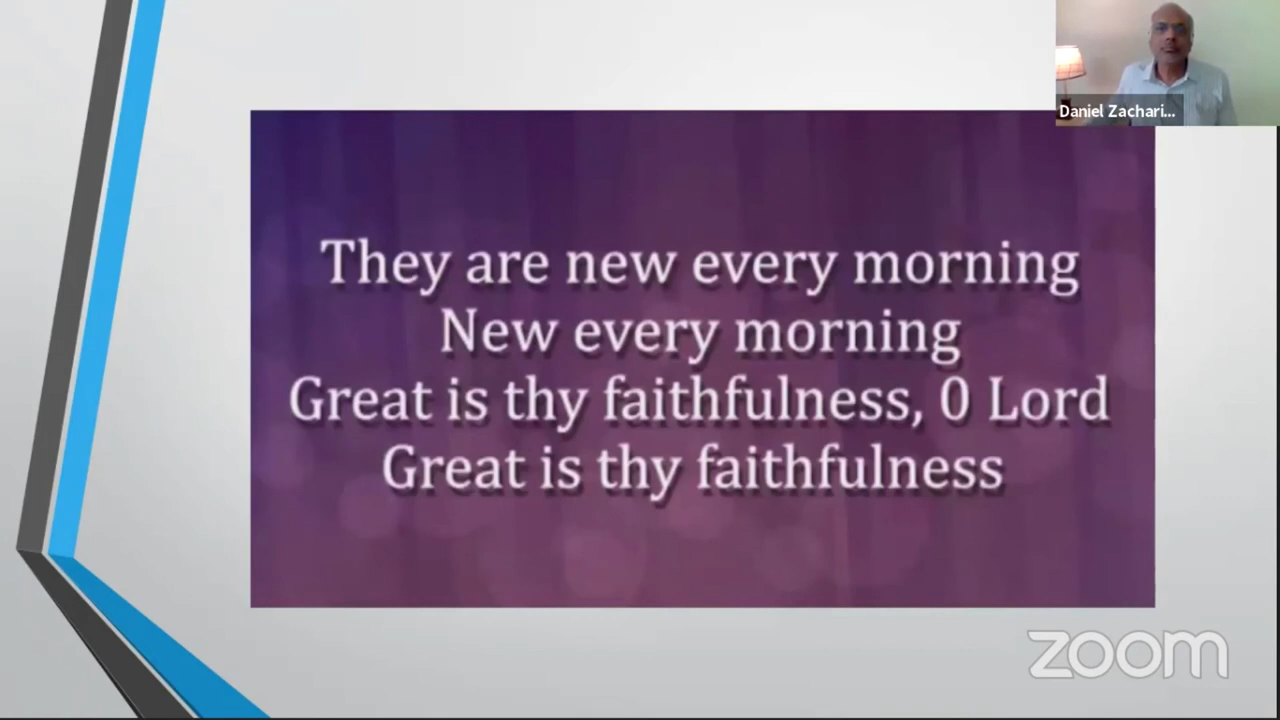 Daniel Zachari...
They are new every morning
New every morning
Great is thy faithfulness, 0 Lord
Great is thy faithfulness
zoom